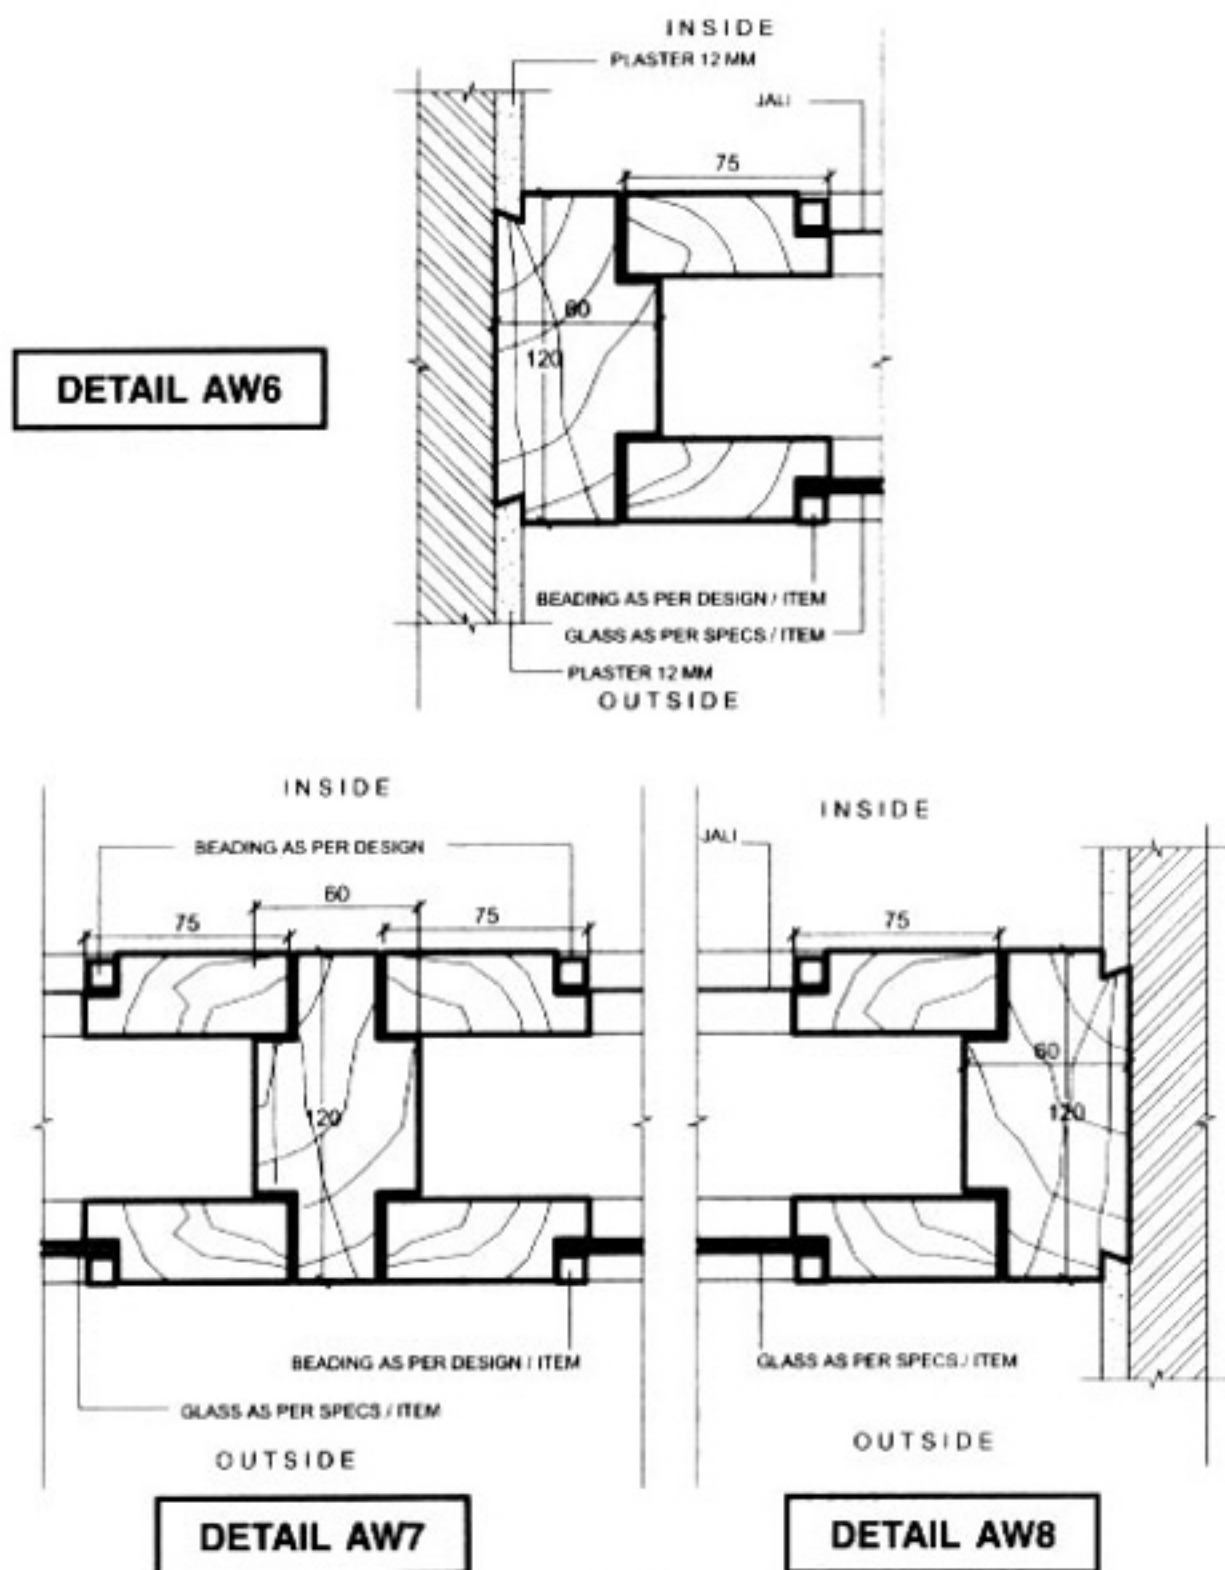 INSIDE
PLASTER 12 MM
JALI
75
60
120
DETAIL AW6
BEADING AS PER DESIGN / ITEM
GLASS AS PER SPECS / ITEM
PLASTER 12 MM
OUTSIDE
INSIDE
BEADING AS PER DESIGN
60
75
75
120
BEADING AS PER DESIGN / ITEM
GLASS AS PER SPECS / ITEM
OUTSIDE
DETAIL AW7
INSIDE
JALI
75
60
120
GLASS AS PER SPECS / ITEM
OUTSIDE
DETAIL AW8